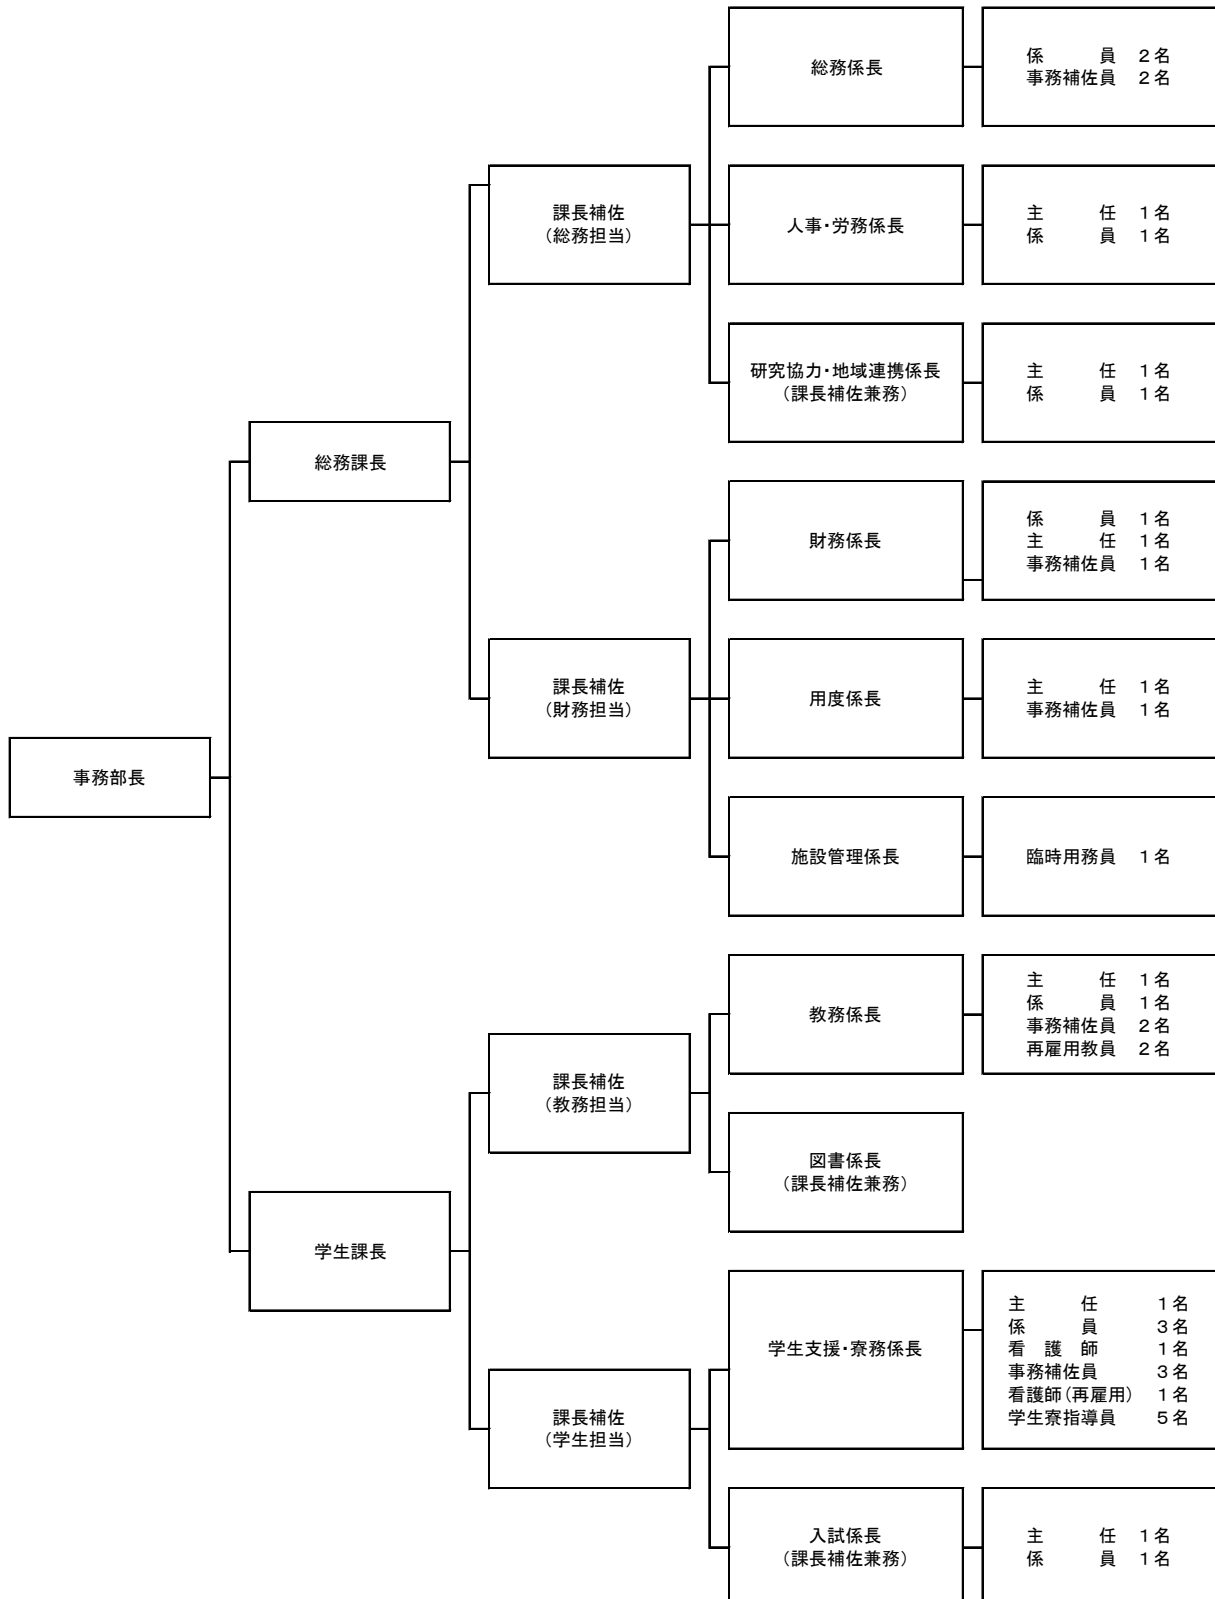 総務係長
係　　員　２名
事務補佐員　２名
課長補佐
（総務担当）
人事・労務係長
主　　任　１名
係　　員　１名
研究協力・地域連携係長
（課長補佐兼務）
主　　任　１名
係　　員　１名
総務課長
財務係長
係　　員　１名
主　　任　１名
事務補佐員　１名
課長補佐
（財務担当）
用度係長
主　　任　１名
事務補佐員　１名
事務部長
施設管理係長
臨時用務員　１名
教務係長
主　　任　１名
係　　員　１名
事務補佐員　２名
再雇用教員　２名
課長補佐
（教務担当）
図書係長
（課長補佐兼務）
学生課長
学生支援・寮務係長
主　　任　１名
係　　員　３名
看　護　師　１名
事務補佐員　３名
看護師（再雇用）　１名
学生寮指導員　５名
課長補佐
（学生担当）
入試係長
（課長補佐兼務）
主　　任　１名
係　　員　１名